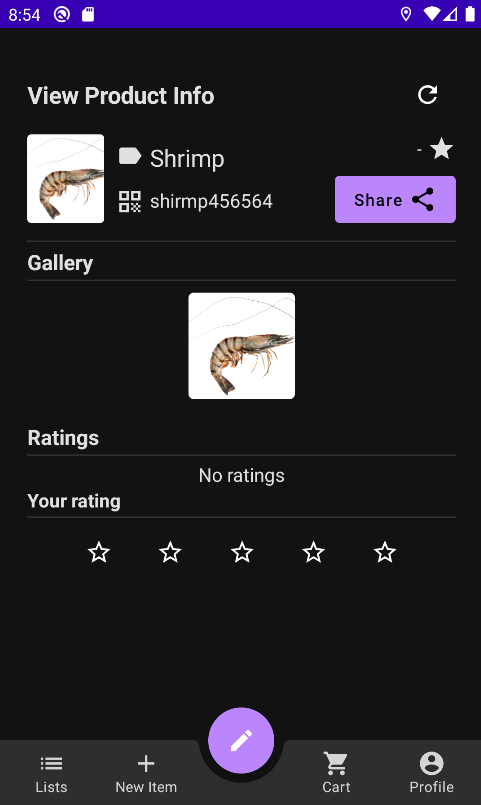 8:54
View Product Info
Shrimp
-
shirmp456564
Share
Gallery
Ratings
No ratings
Your rating
Lists
New Item
Cart
Profile